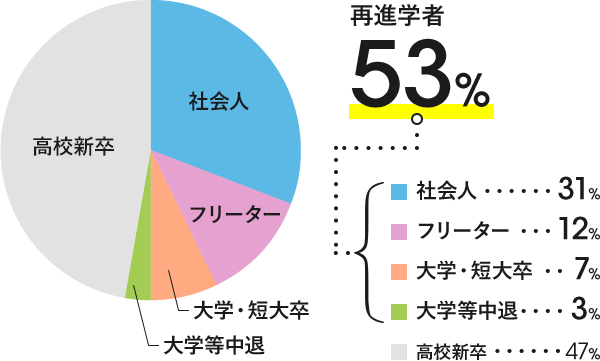 再進学者
53%
社会人
高校新卒
フリーター
大学・短大卒
大学等中退
社会人 ・・・・・・ 31%
フリーター ・・・ 12%
大学・短大卒 ・・ 7%
大学等中退・・・・ 3%
高校新卒 ・・・・・・ 47%